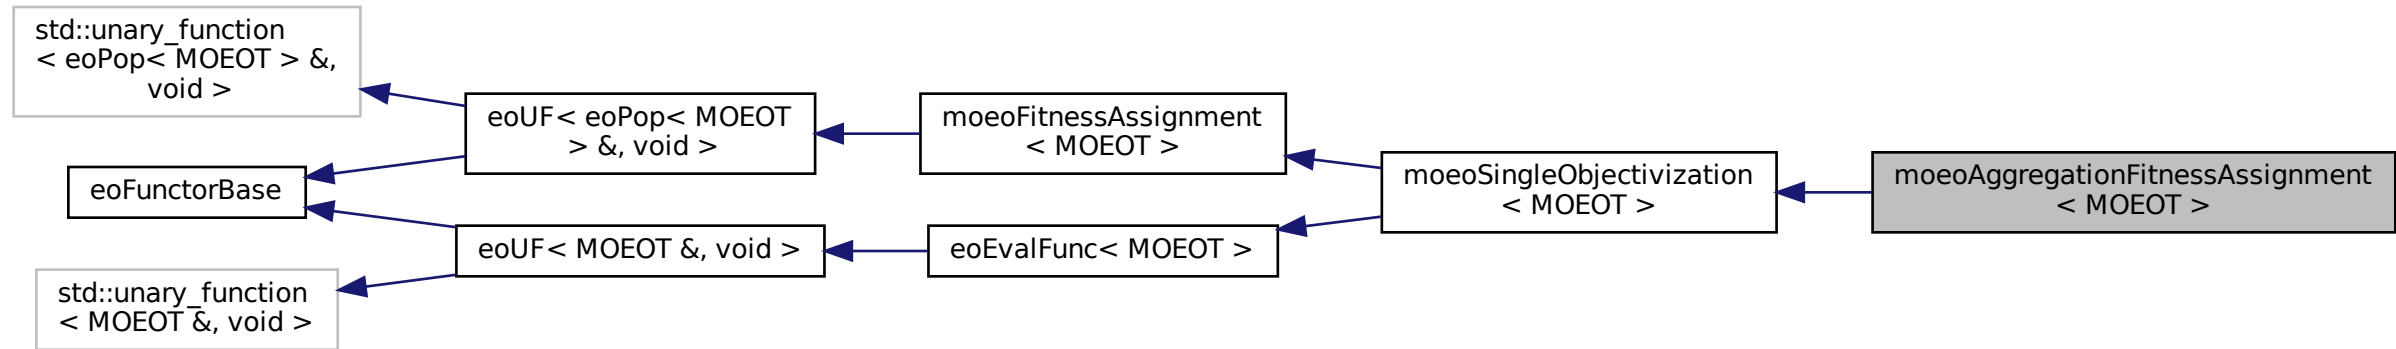 std::unary_function
< eoPop< MOEOT > &,
void >
eoFunctorBase
std::unary_function
< MOEOT &, void >
eoUF< eoPop< MOEOT
> &, void >
eoUF< MOEOT &, void >
moeoFitnessAssignment
< MOEOT >
eoEvalFunc< MOEOT >
moeoSingleObjectivization
< MOEOT >
moeoAggregationFitnessAssignment
< MOEOT >